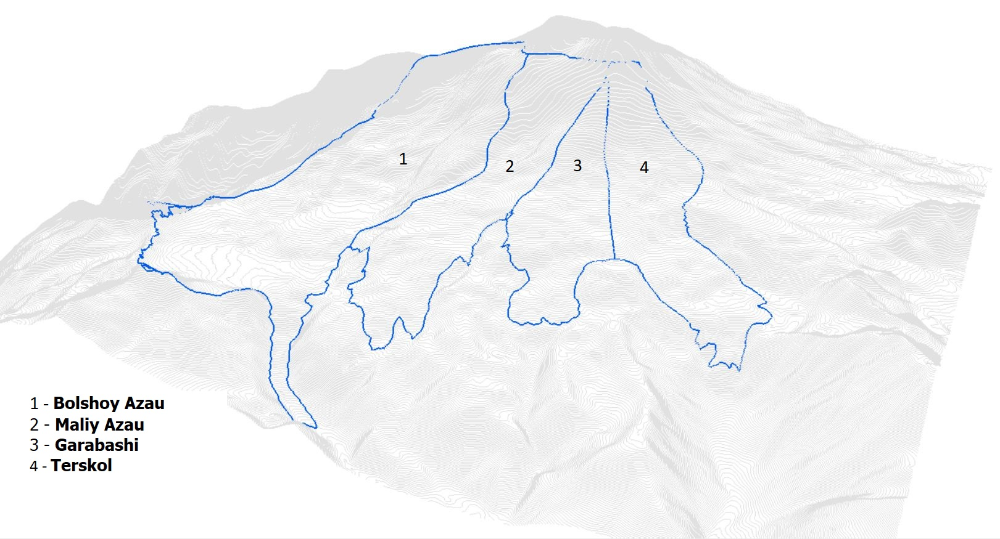 1
2
3
4
1 - Bolshoy Azau
2 - Maliy Azau
3 - Garabashi
4 - Terskol